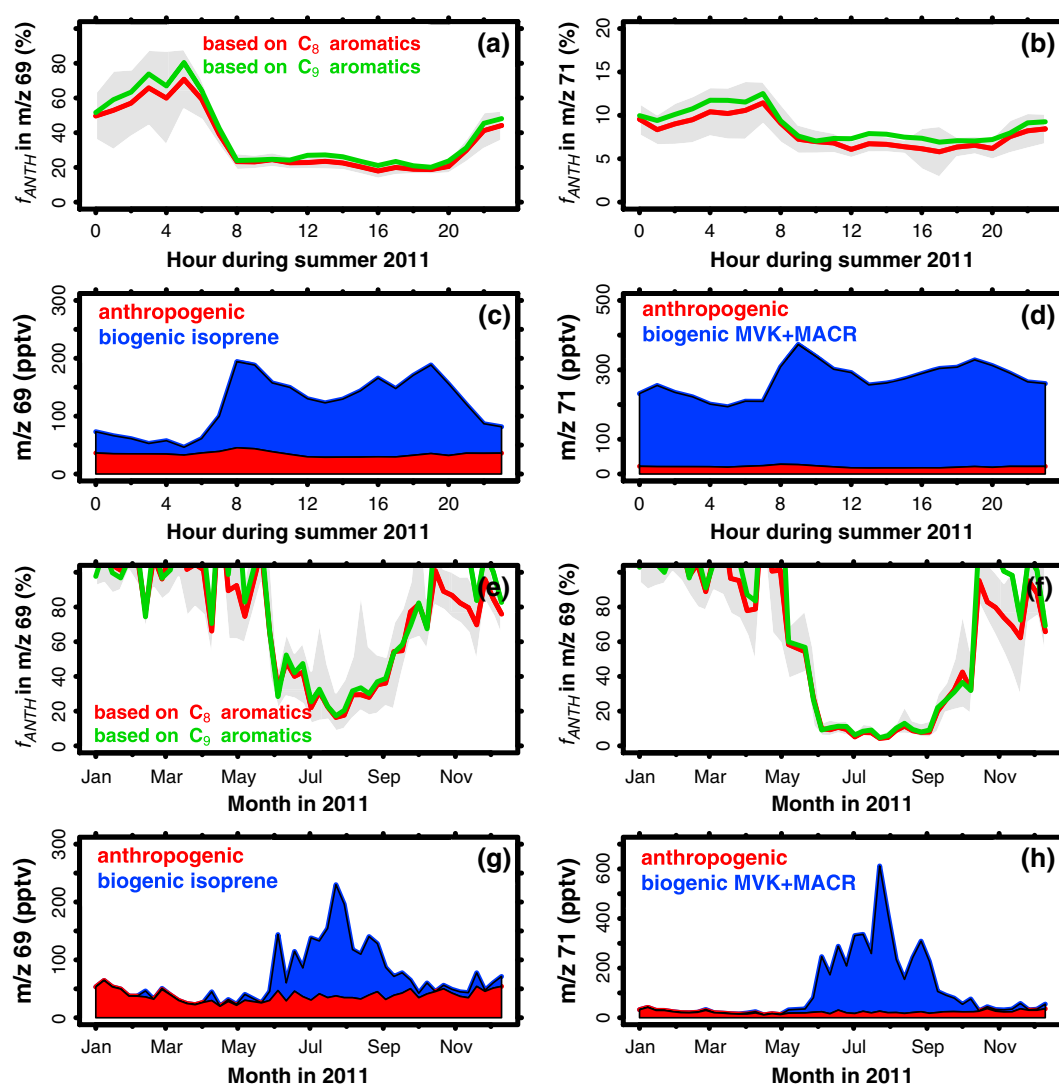 (a)
based on C8 aromatics
based on C9 aromatics
fANTH in m/z 69 (%)
0 20 40 60 80
0 4 8 12 16 20
Hour during summer 2011
(b)
fANTH in m/z 71 (%)
0 5 10 15 20
0 4 8 12 16 20
Hour during summer 2011
(c)
anthropogenic
biogenic isoprene
m/z 69 (pptv)
0 100 200 300
0 4 8 12 16 20
Hour during summer 2011
(d)
anthropogenic
biogenic MVK+MACR
m/z 71 (pptv)
0 100 300 500
0 4 8 12 16 20
Hour during summer 2011
(e)
fANTH in m/z 69 (%)
0 20 40 60 80
based on C8 aromatics
based on C9 aromatics
Jan Mar May Jul Sep Nov
Month in 2011
(f)
fANTH in m/z 69 (%)
0 20 40 60 80
Jan Mar May Jul Sep Nov
Month in 2011
(g)
anthropogenic
biogenic isoprene
m/z 69 (pptv)
0 100 200 300
Jan Mar May Jul Sep Nov
Month in 2011
(h)
anthropogenic
biogenic MVK+MACR
m/z 71 (pptv)
0 200 400 600
Jan Mar May Jul Sep Nov
Month in 2011